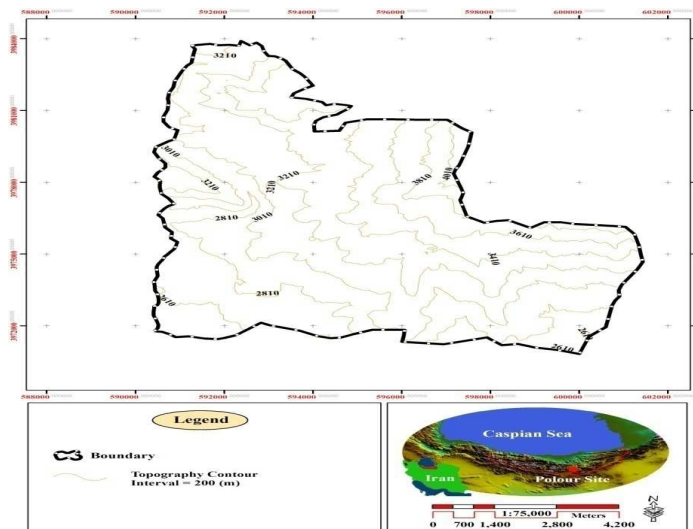 588000 590000 592000 594000 596000 598000 600000 602000
3210
3010
3210
3210
3210
3810
4010
2810
3010
3610
3410
2610
2810
2610
588000 590000 592000 594000 596000 598000 600000 602000
Legend
Boundary
Topography Contour
Interval = 200 (m)
Caspian Sea
Iran
Polour Site
N
1:75,000 Meters
0 700 1,400 2,800 4,200